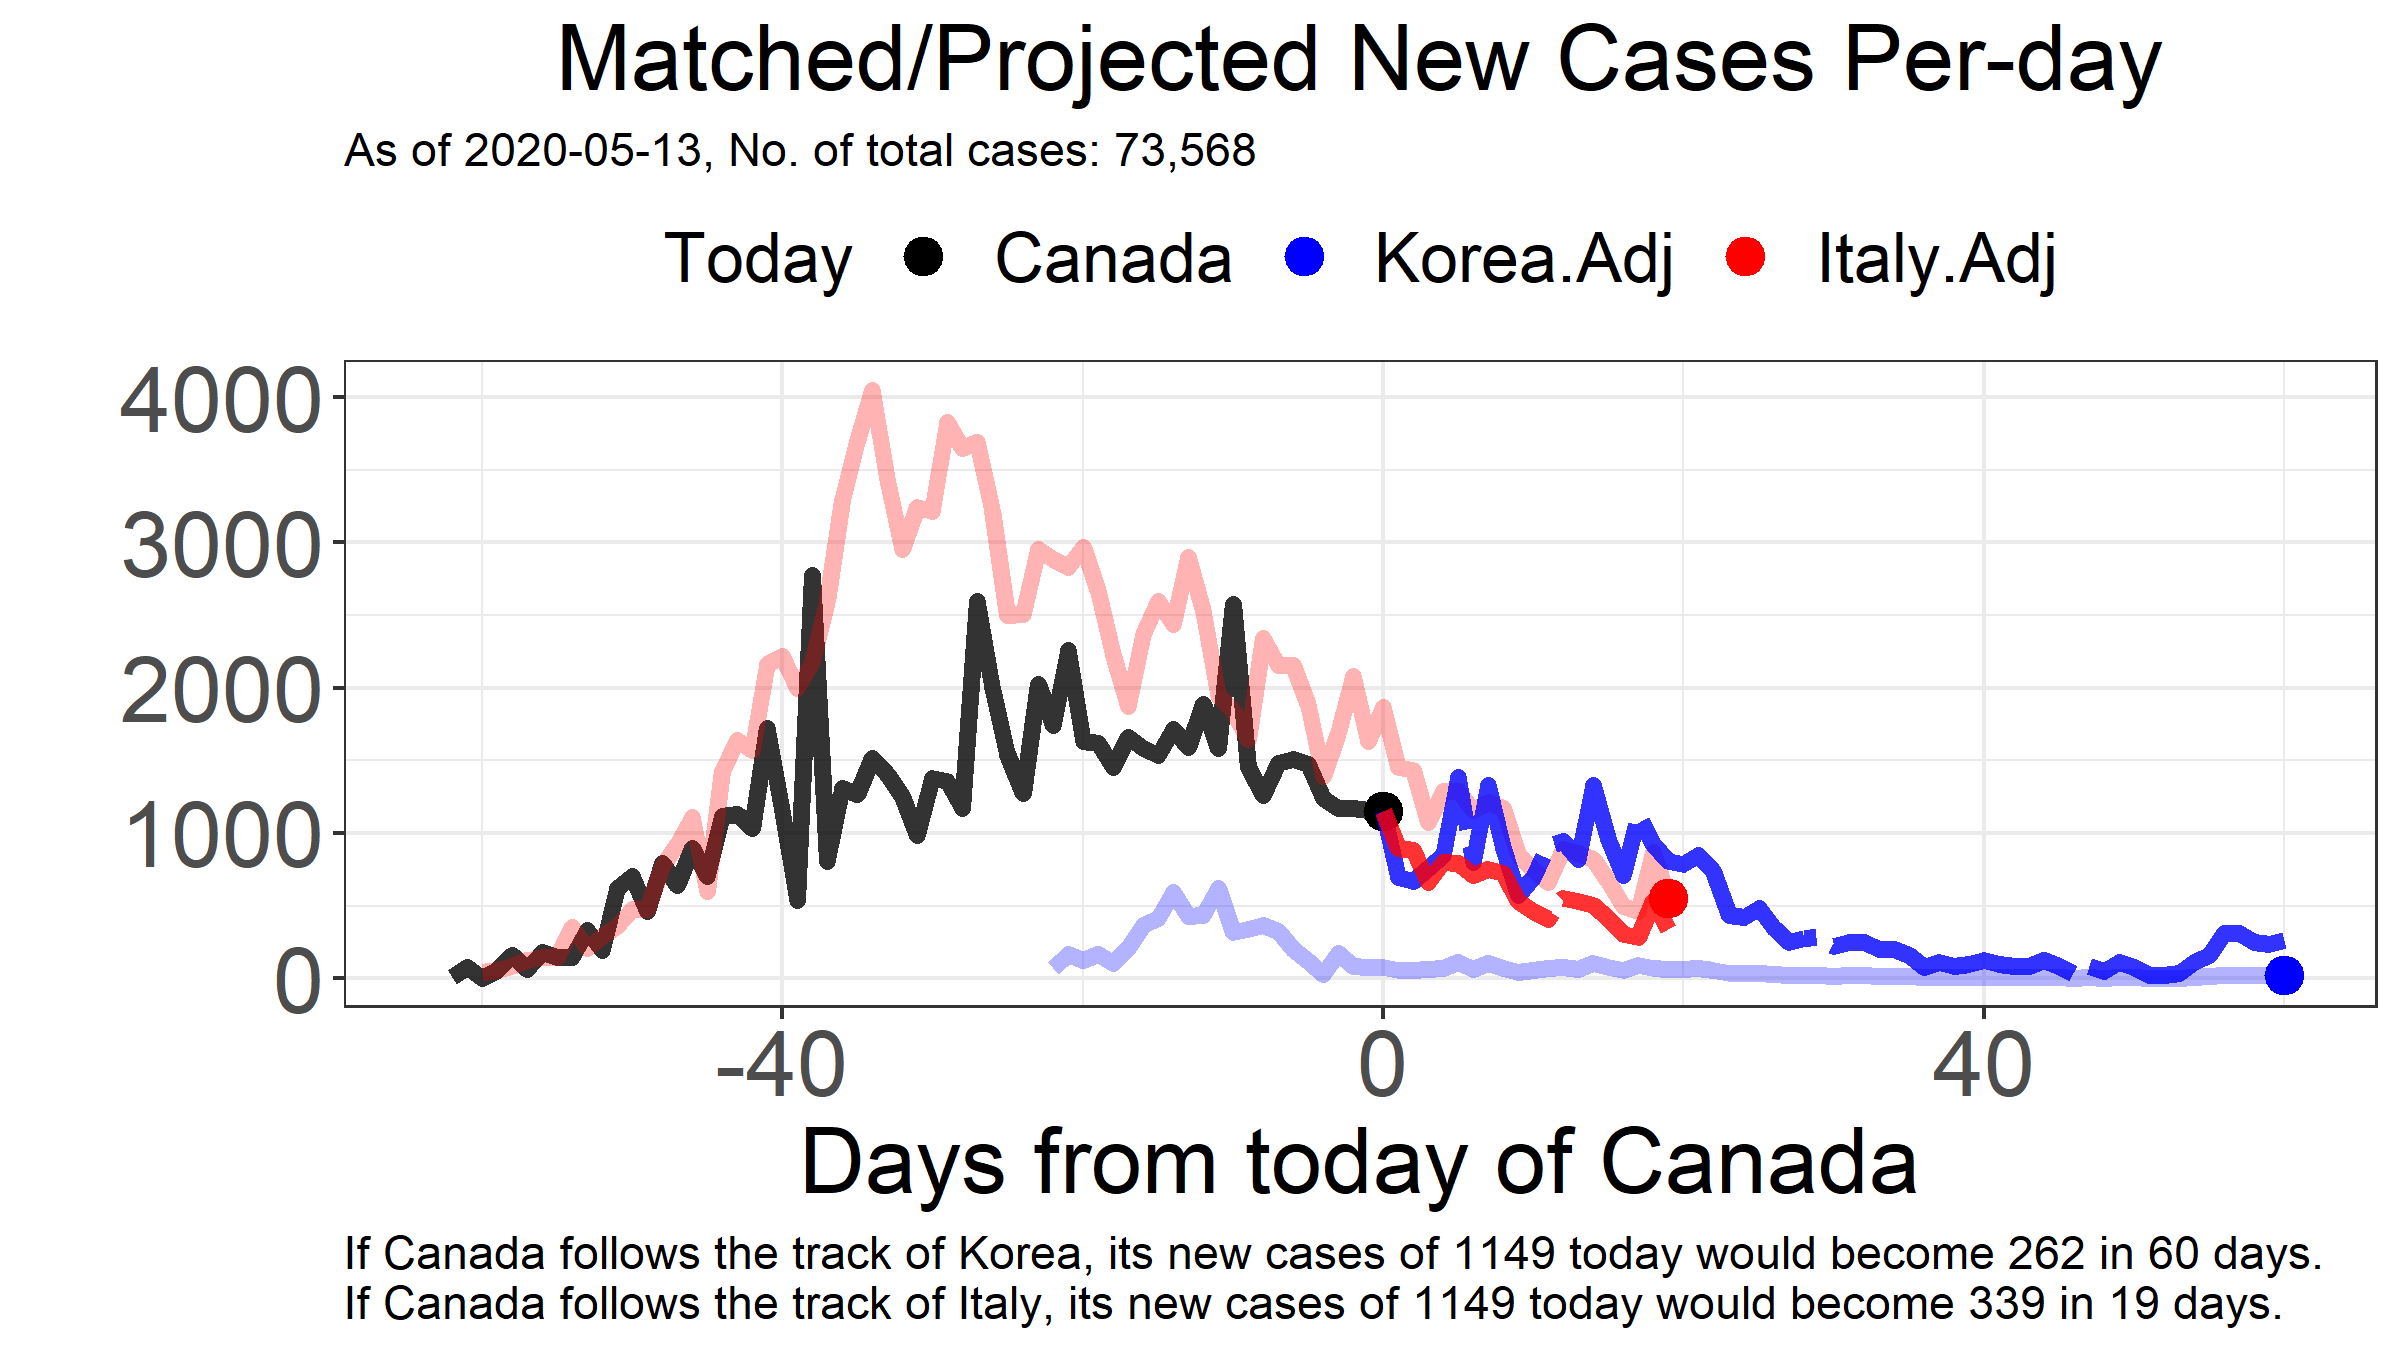 Matched/Projected New Cases Per-day
As of 2020-05-13, No. of total cases: 73,568
Today Canada Korea.Adj Italy.Adj
4000
3000
2000
1000
0
-40 0 40
Days from today of Canada
If Canada follows the track of Korea, its new cases of 1149 today would become 262 in 60 days.
If Canada follows the track of Italy, its new cases of 1149 today would become 339 in 19 days.